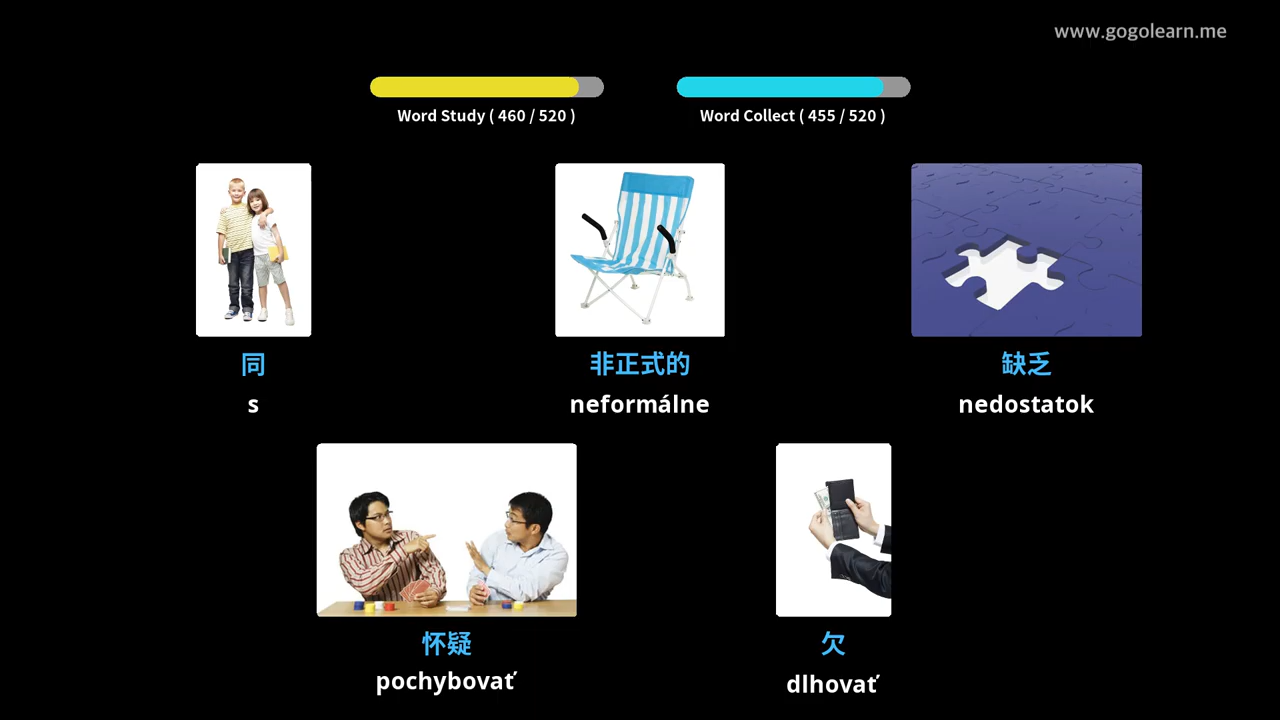 www.gogolearn.me
Word Study ( 460 / 520 )
Word Collect ( 455 / 520 )
同
s
非正式的
neformálne
缺乏
nedostatok
怀疑
pochybovať
欠
dlhovať